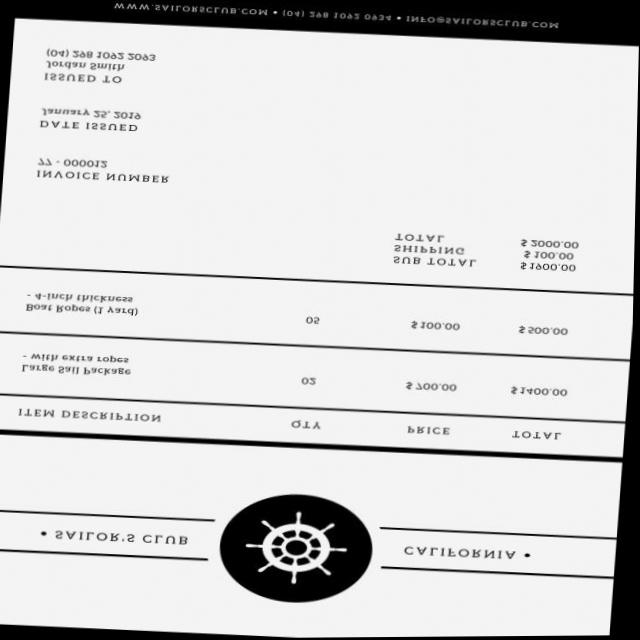 • SAILOR'S CLUB
CALIFORNIA •
ITEM DESCRIPTION QTY PRICE TOTAL
Large Sail Package 02 $ 700.00 $ 1400.00
- with extra ropes
Boat Ropes (1 yard) 05 $ 100.00 $ 500.00
- 4-inch thickness
SUB TOTAL $ 1900.00
SHIPPING $ 100.00
TOTAL $ 2000.00
INVOICE NUMBER
77 - 000012
DATE ISSUED
January 25, 2019
ISSUED TO
Jordan Smith
(04) 298 1092 2093
WWW.SAILORSCLUB.COM • (04) 298 1092 0934 • INFO@SAILORSCLUB.COM